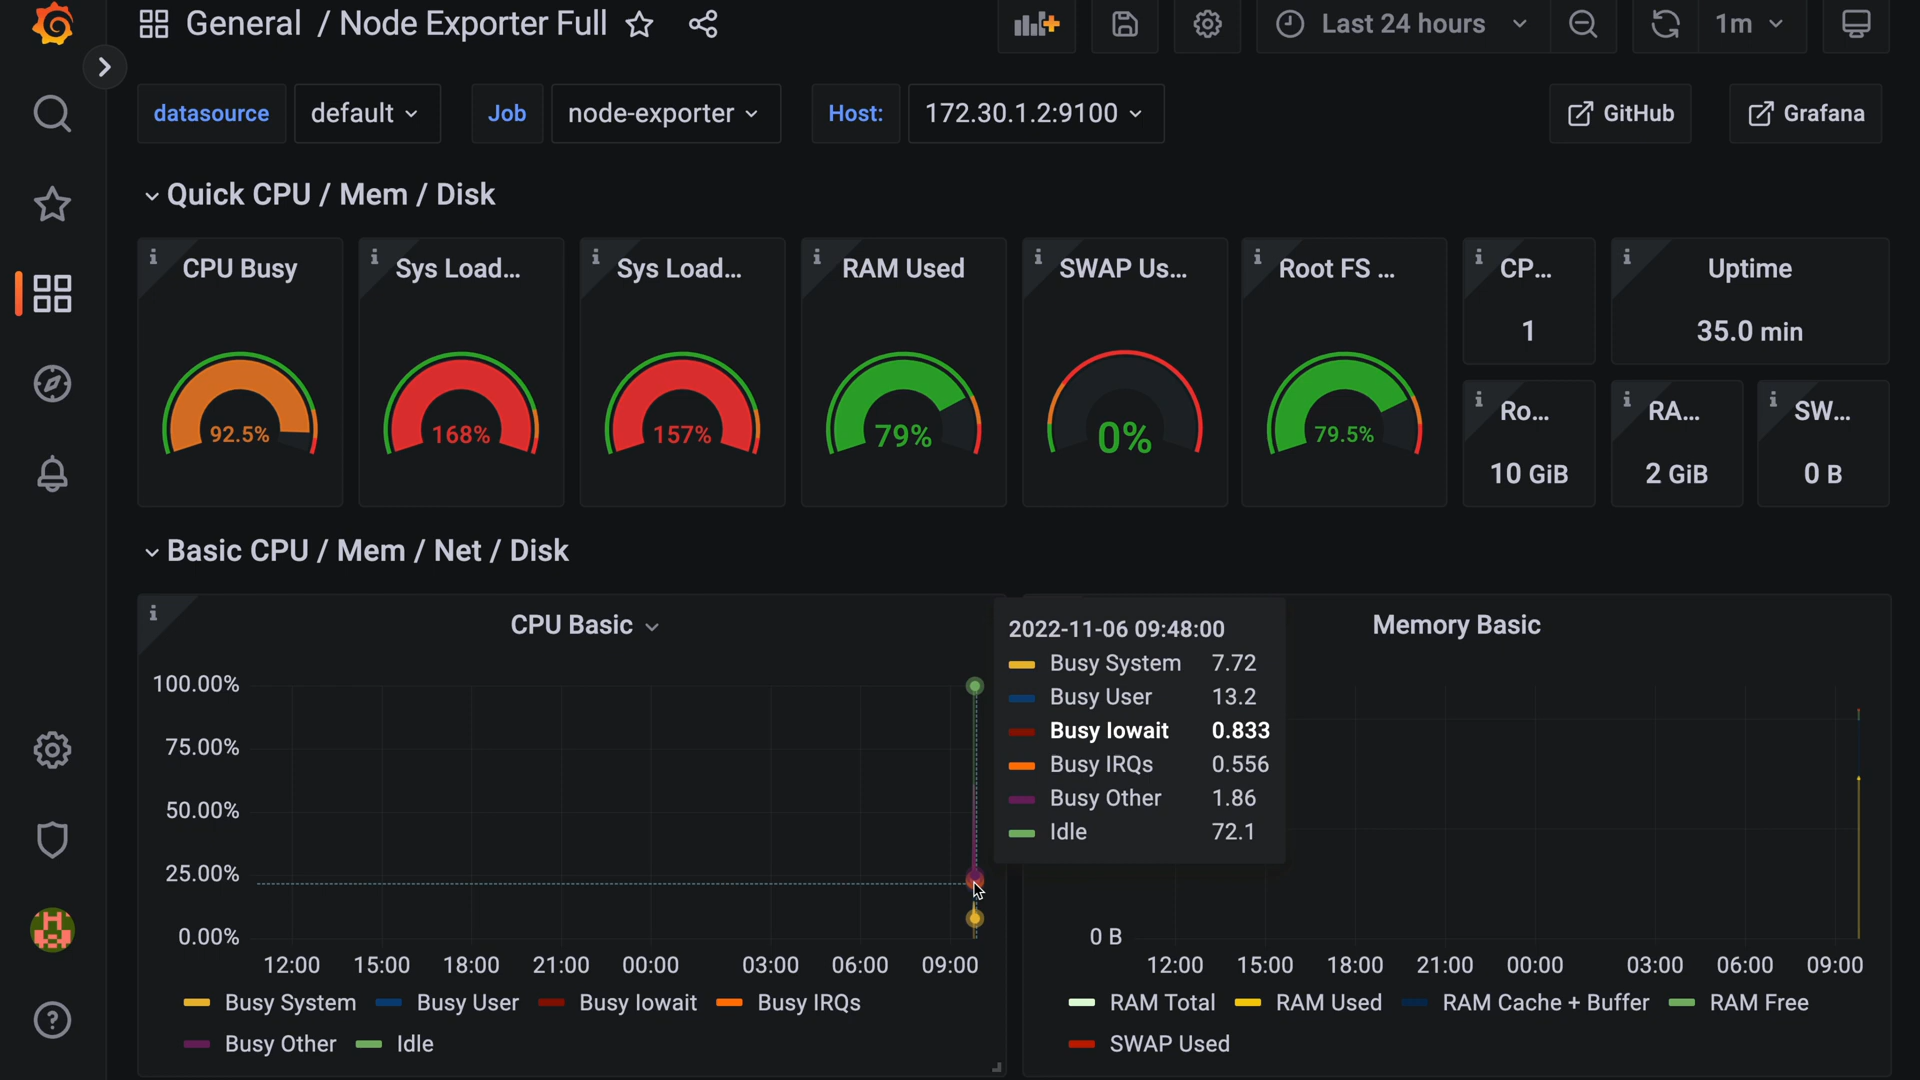 General / Node Exporter Full
Last 24 hours
1m
datasource default Job node-exporter Host: 172.30.1.2:9100
GitHub Grafana
Quick CPU / Mem / Disk
CPU Busy
92.5%
Sys Load...
168%
Sys Load...
157%
RAM Used
79%
SWAP Us...
0%
Root FS ...
79.5%
CP...
1
Uptime
35.0 min
Ro...
10 GiB
RA...
2 GiB
SW...
0 B
Basic CPU / Mem / Net / Disk
CPU Basic
100.00%
75.00%
50.00%
25.00%
0.00%
12:00 15:00 18:00 21:00 00:00 03:00 06:00 09:00
Busy System Busy User Busy Iowait Busy IRQs
Busy Other Idle
2022-11-06 09:48:00
Busy System 7.72
Busy User 13.2
Busy Iowait 0.833
Busy IRQs 0.556
Busy Other 1.86
Idle 72.1
Memory Basic
0 B
12:00 15:00 18:00 21:00 00:00 03:00 06:00 09:00
RAM Total RAM Used RAM Cache + Buffer RAM Free
SWAP Used